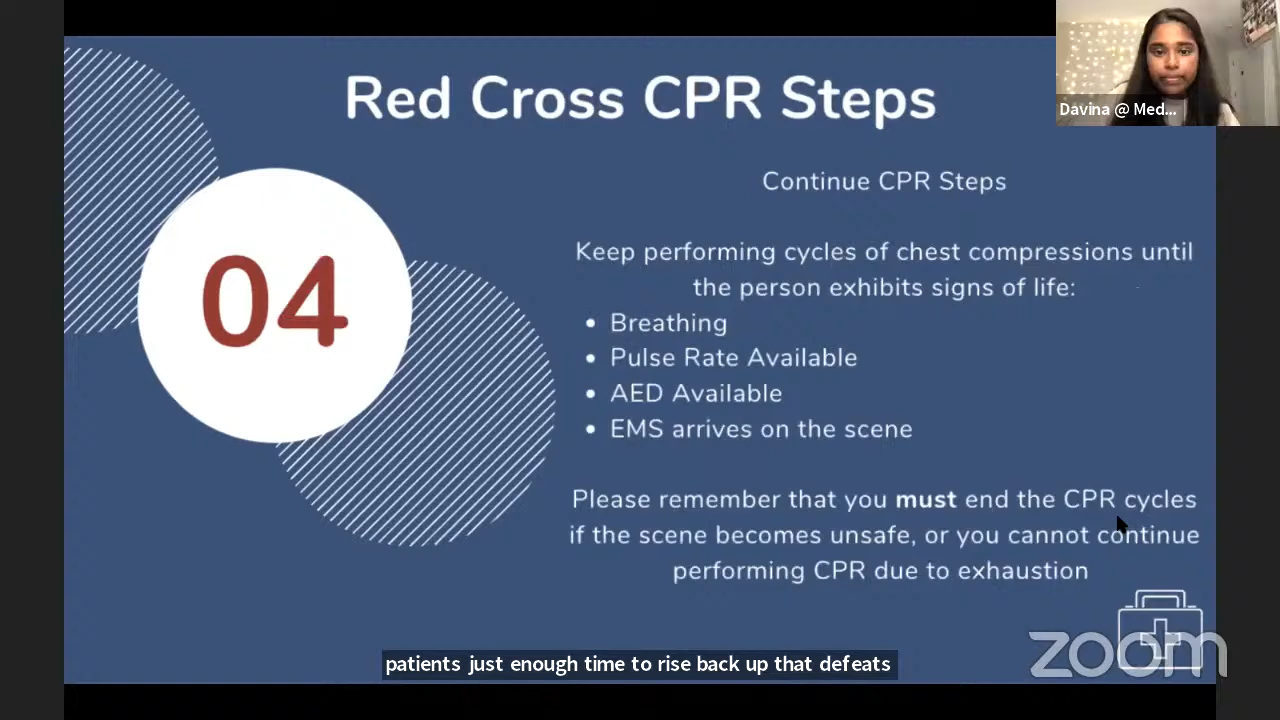 Red Cross CPR Steps
Davina @ Med...
04
Continue CPR Steps
Keep performing cycles of chest compressions until
the person exhibits signs of life:
• Breathing
• Pulse Rate Available
• AED Available
• EMS arrives on the scene
Please remember that you must end the CPR cycles
if the scene becomes unsafe, or you cannot continue
performing CPR due to exhaustion
patients just enough time to rise back up that defeats
zoom